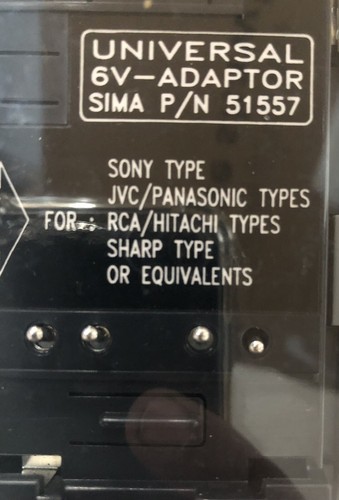 UNIVERSAL
6V-ADAPTOR
SIMA P/N 51557
SONY TYPE
JVC/PANASONIC TYPES
FOR: RCA/HITACHI TYPES
SHARP TYPE
OR EQUIVALENTS